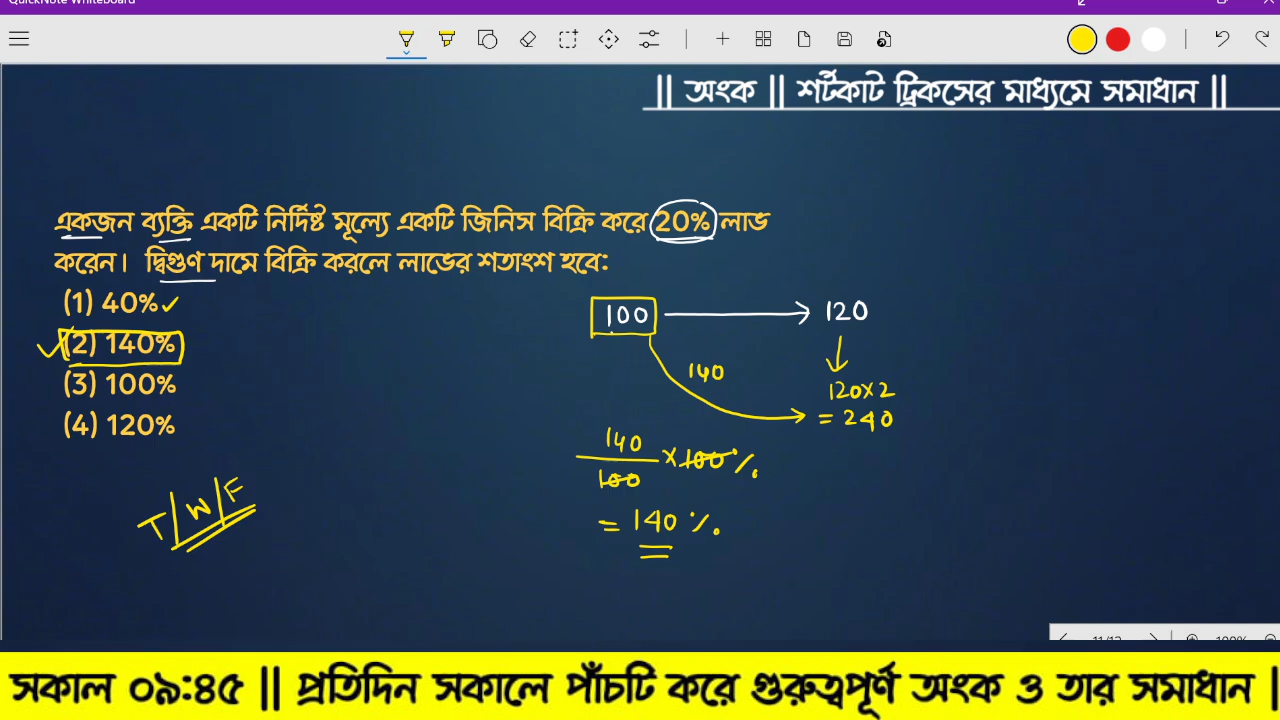 QuickNote Whiteboard
|| অংক || শর্টকাট ট্রিকসের মাধ্যমে সমাধান ||
একজন ব্যক্তি একটি নির্দিষ্ট মূল্যে একটি জিনিস বিক্রি করে 20% লাভ
করেন। দ্বিগুণ দামে বিক্রি করলে লাভের শতাংশ হবে:
(1) 40%
(2) 140%
(3) 100%
(4) 120%
100
120
140
120×2
= 240
140
100
×100%
= 140%
T/W/F
সকাল ০৯:৪৫ || প্রতিদিন সকালে পাঁচটি করে গুরুত্বপূর্ণ অংক ও তার সমাধান |